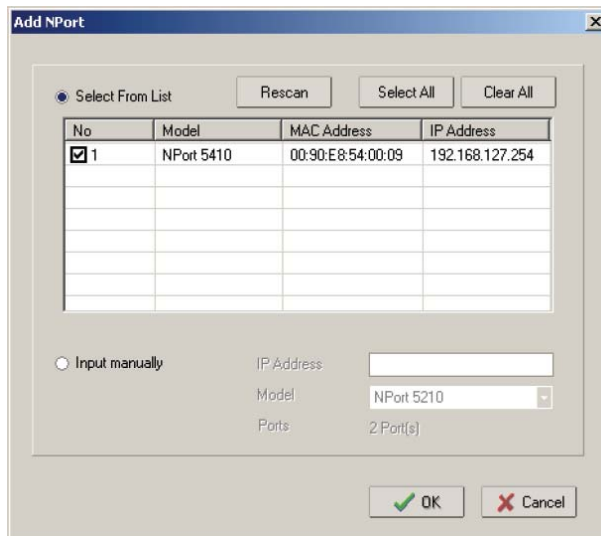 Add NPort
Select From List Rescan Select All Clear All
No Model MAC Address IP Address
1 NPort 5410 00:90:E8:54:00:09 192.168.127.254
Input manually IP Address
Model NPort 5210
Ports 2 Port(s)
OK Cancel